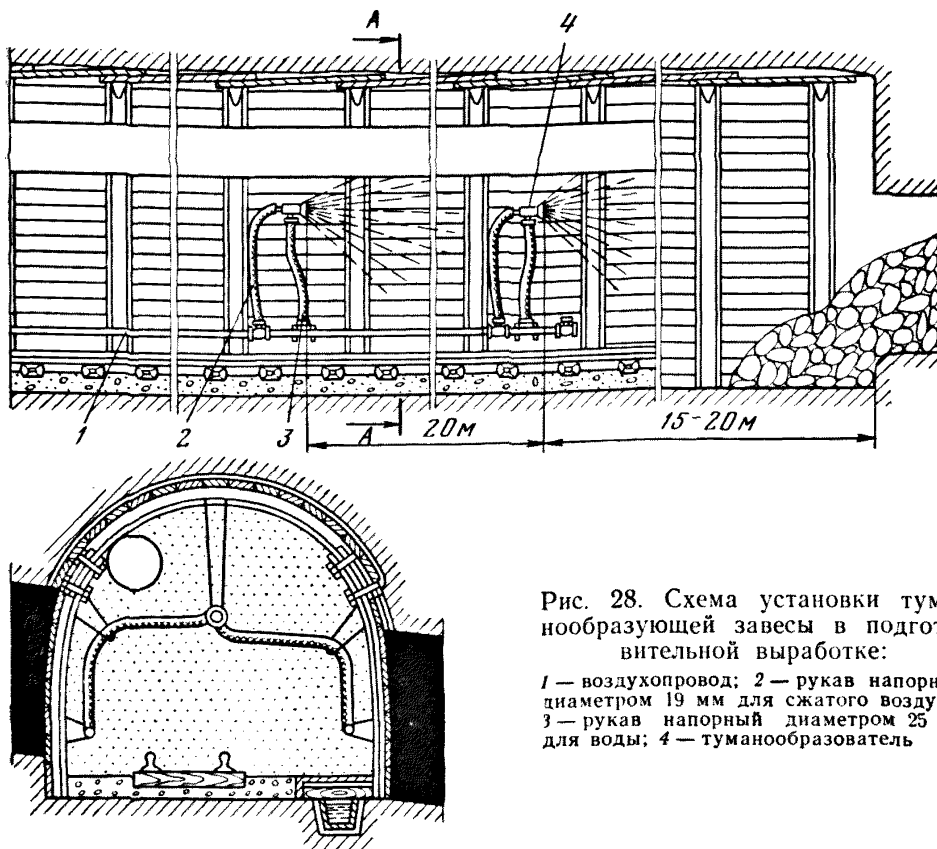 А 4
1 2 3 А 20м 15-20м
Рис. 28. Схема установки тум
нообразующей завесы в подгот
вительной выработке:
1 — воздухопровод; 2 — рукав напорн
диаметром 19 мм для сжатого возду
3 — рукав напорный диаметром 25
для воды; 4 — туманообразователь